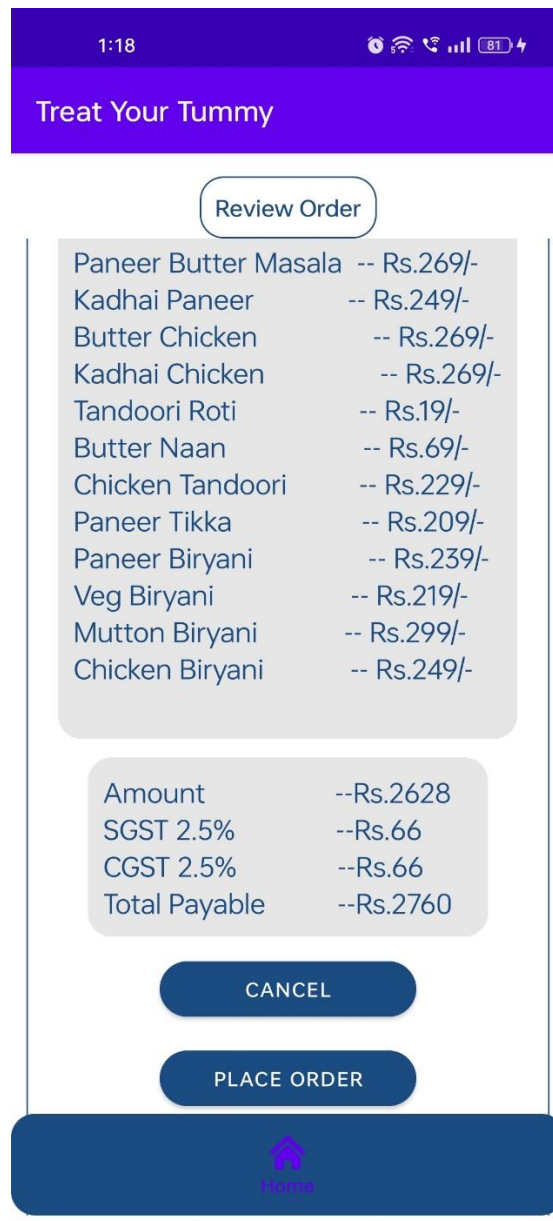 1:18 5 81
Treat Your Tummy
Review Order
Paneer Butter Masala -- Rs.269/-
Kadhai Paneer -- Rs.249/-
Butter Chicken -- Rs.269/-
Kadhai Chicken -- Rs.269/-
Tandoori Roti -- Rs.19/-
Butter Naan -- Rs.69/-
Chicken Tandoori -- Rs.229/-
Paneer Tikka -- Rs.209/-
Paneer Biryani -- Rs.239/-
Veg Biryani -- Rs.219/-
Mutton Biryani -- Rs.299/-
Chicken Biryani -- Rs.249/-
Amount --Rs.2628
SGST 2.5% --Rs.66
CGST 2.5% --Rs.66
Total Payable --Rs.2760
CANCEL
PLACE ORDER
Home